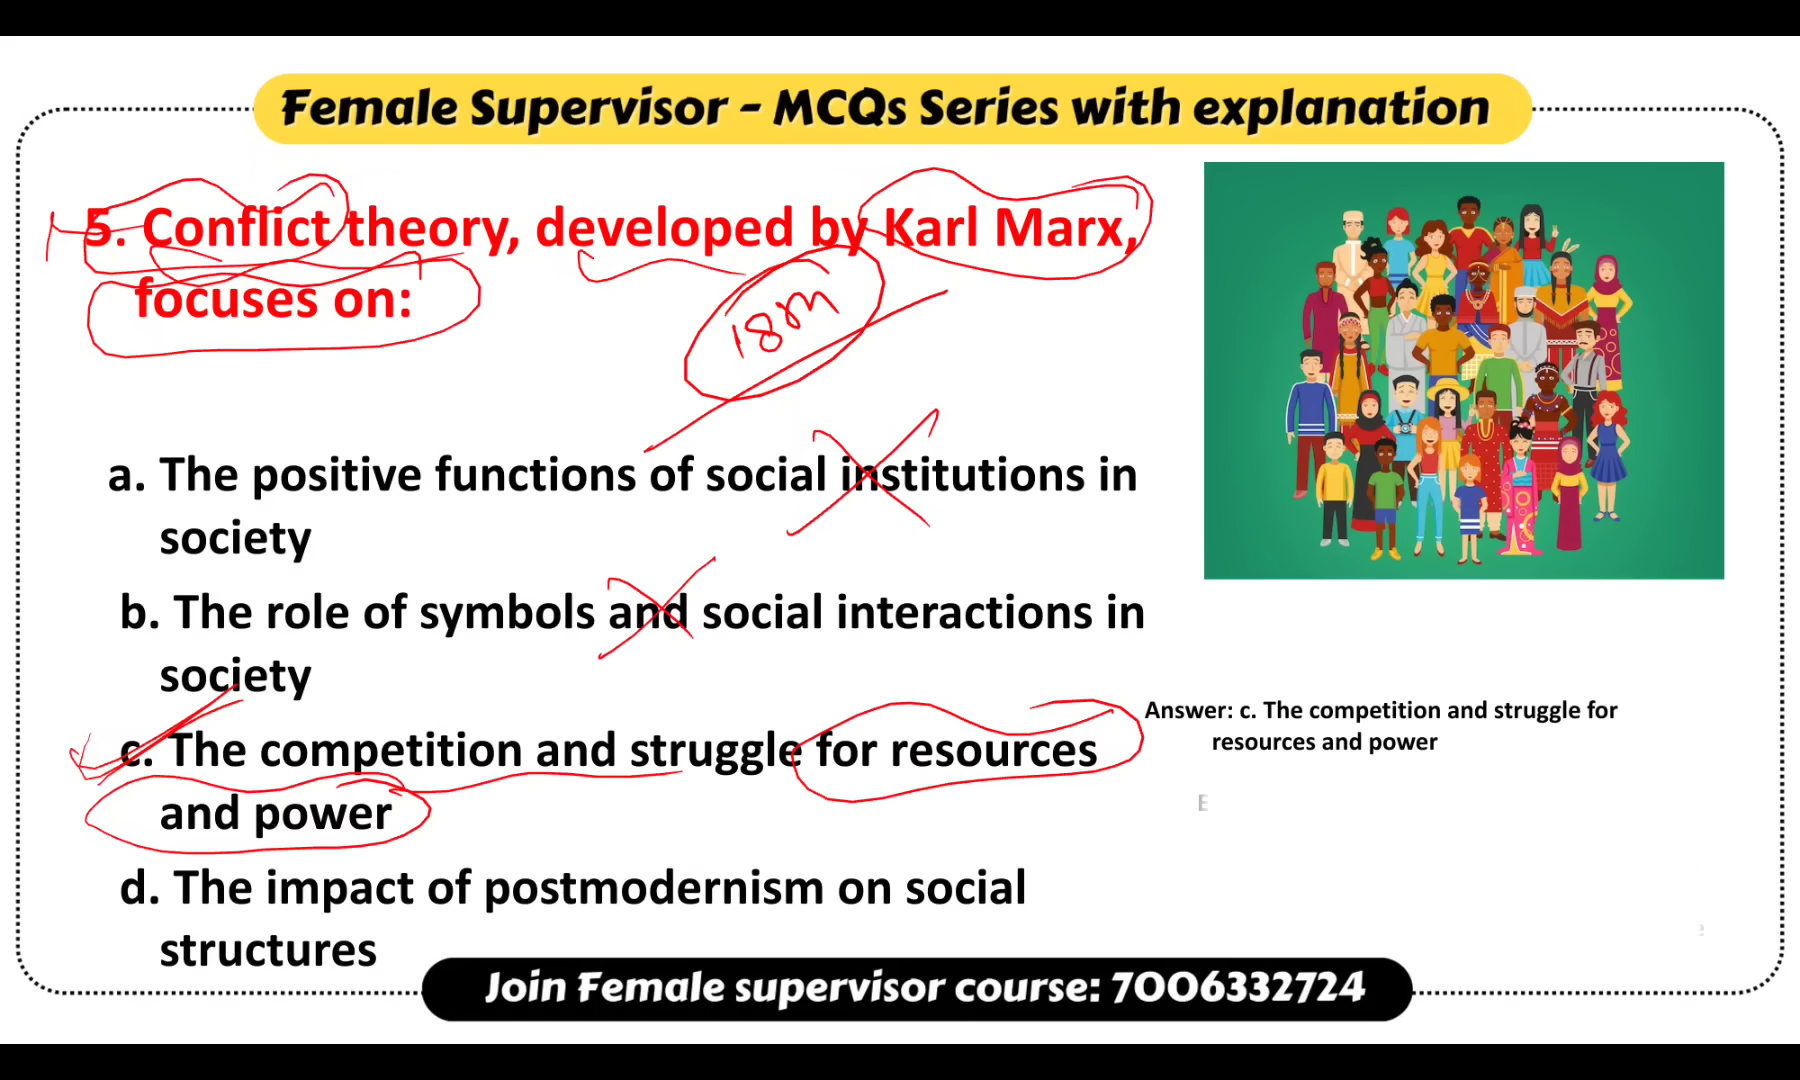 Female Supervisor - MCQs Series with explanation
5. Conflict theory, developed by Karl Marx,
focuses on:
18m
a. The positive functions of social institutions in
society
b. The role of symbols and social interactions in
society
c. The competition and struggle for resources
and power
d. The impact of postmodernism on social
structures
Answer: c. The competition and struggle for
resources and power
E
e
Join Female supervisor course: 7006332724